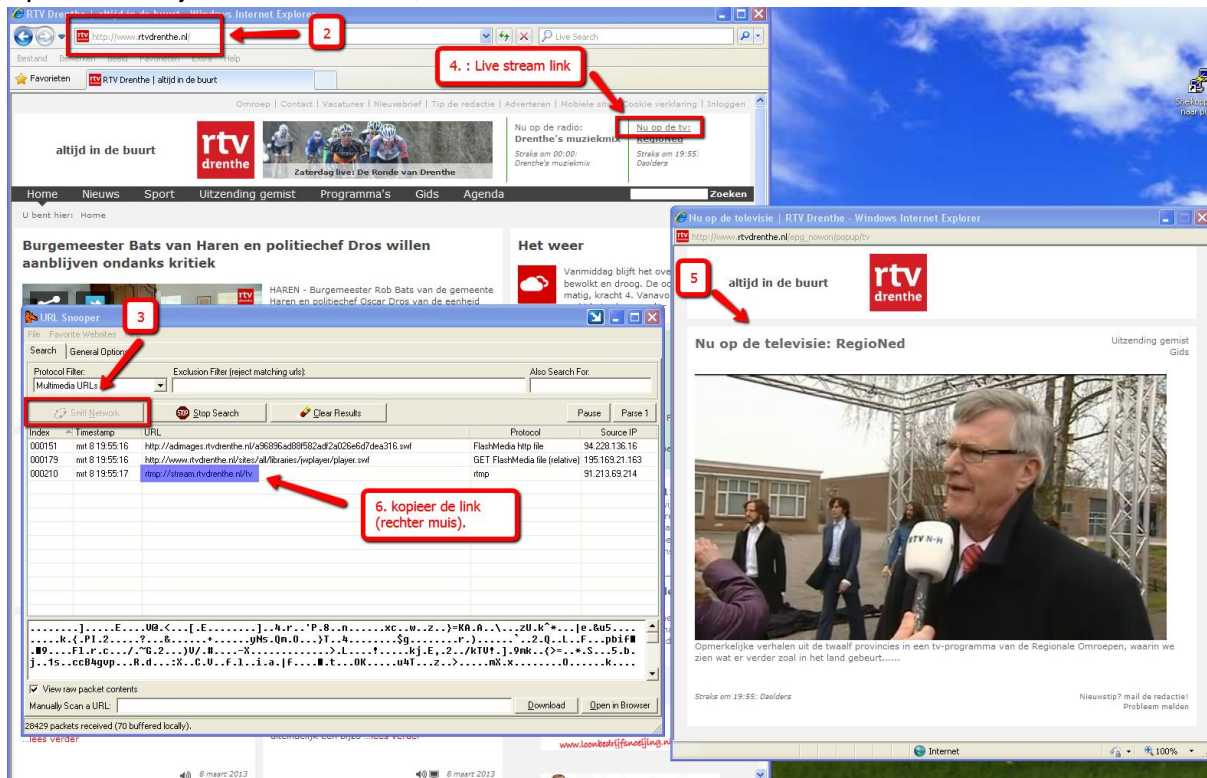 RTV Drenthe | altijd in de buurt - Windows Internet Explorer
2
http://www.rtvdrenthe.nl/
Live Search
Bestand Bewerken Beeld Favorieten Extra Help
4. : Live stream link
Favorieten
RTV Drenthe | altijd in de buurt
Omroep | Contact | Vacatures | Nieuwsbrief | Tip de redactie | Adverteren | Mobiele site | Cookie verklaring | Inloggen
altijd in de buurt
rtv
drenthe
Zaterdag live: De Ronde van Drenthe
Nu op de radio:
Drenthe's muziekmix
Straks om 00:00:
Drenthe's muziekmix
Nu op de tv:
RegioNed
Straks om 19:55:
Daolders
Home Nieuws Sport Uitzending gemist Programma's Gids Agenda
Zoeken
U bent hier: Home
Burgemeester Bats van Haren en politiechef Dros willen
aanblijven ondanks kritiek
HAREN - Burgemeester Rob Bats van de gemeente
Haren en politiechef Oscar Dros van de eenheid
Het weer
Vanmiddag blijft het
bewolkt en droog. De
matig, kracht 4.
URL Snooper
3
File Favorite Websites
Search General Options
Protocol Filter:
Exclusion Filter (reject matching urls):
Also Search For:
Multimedia URLs
Sniff Network
Stop Search
Clear Results
Pause
Parse 1
Index Timestamp URL Protocol Source IP
000151 mrt 8 19:55:16 http://admages.rtvdrenthe.nl/a96896ad88f582adf2a026e6d7dea316.swf FlashMedia http file 94.228.136.16
000179 mrt 8 19:55:16 http://www.rtvdrenthe.nl/sites/all/libraries/jwplayer/player.swf GET FlashMedia file (relative) 195.169.21.163
000210 mrt 8 19:55:17 rtmp://stream.rtvdrenthe.nl/tv rtmp 91.213.69.214
6. kopieer de link
(rechter muis).
View raw packet contents
Manually Scan a URL:
Download
Open in Browser
28429 packets received (70 buffered locally).
...lees verder
...lees verder
www.loonbedrijfsnoeijing.nl
8 maart 2013
8 maart 2013
Nu op de televisie | RTV Drenthe - Windows Internet Explorer
http://www.rtvdrenthe.nl/epg_nowon/popup/tv
5
altijd in de buurt
rtv
drenthe
Nu op de televisie: RegioNed
Uitzending gemist
Gids
RTV N-H
Opmerkelijke verhalen uit de twaalf provincies in een tv-programma van de Regionale Omroepen, waarin we
zien wat er verder zoal in het land gebeurt......
Straks om 19:55: Daolders
Nieuwstip? mail de redactie!
Probleem melden
Internet
100%